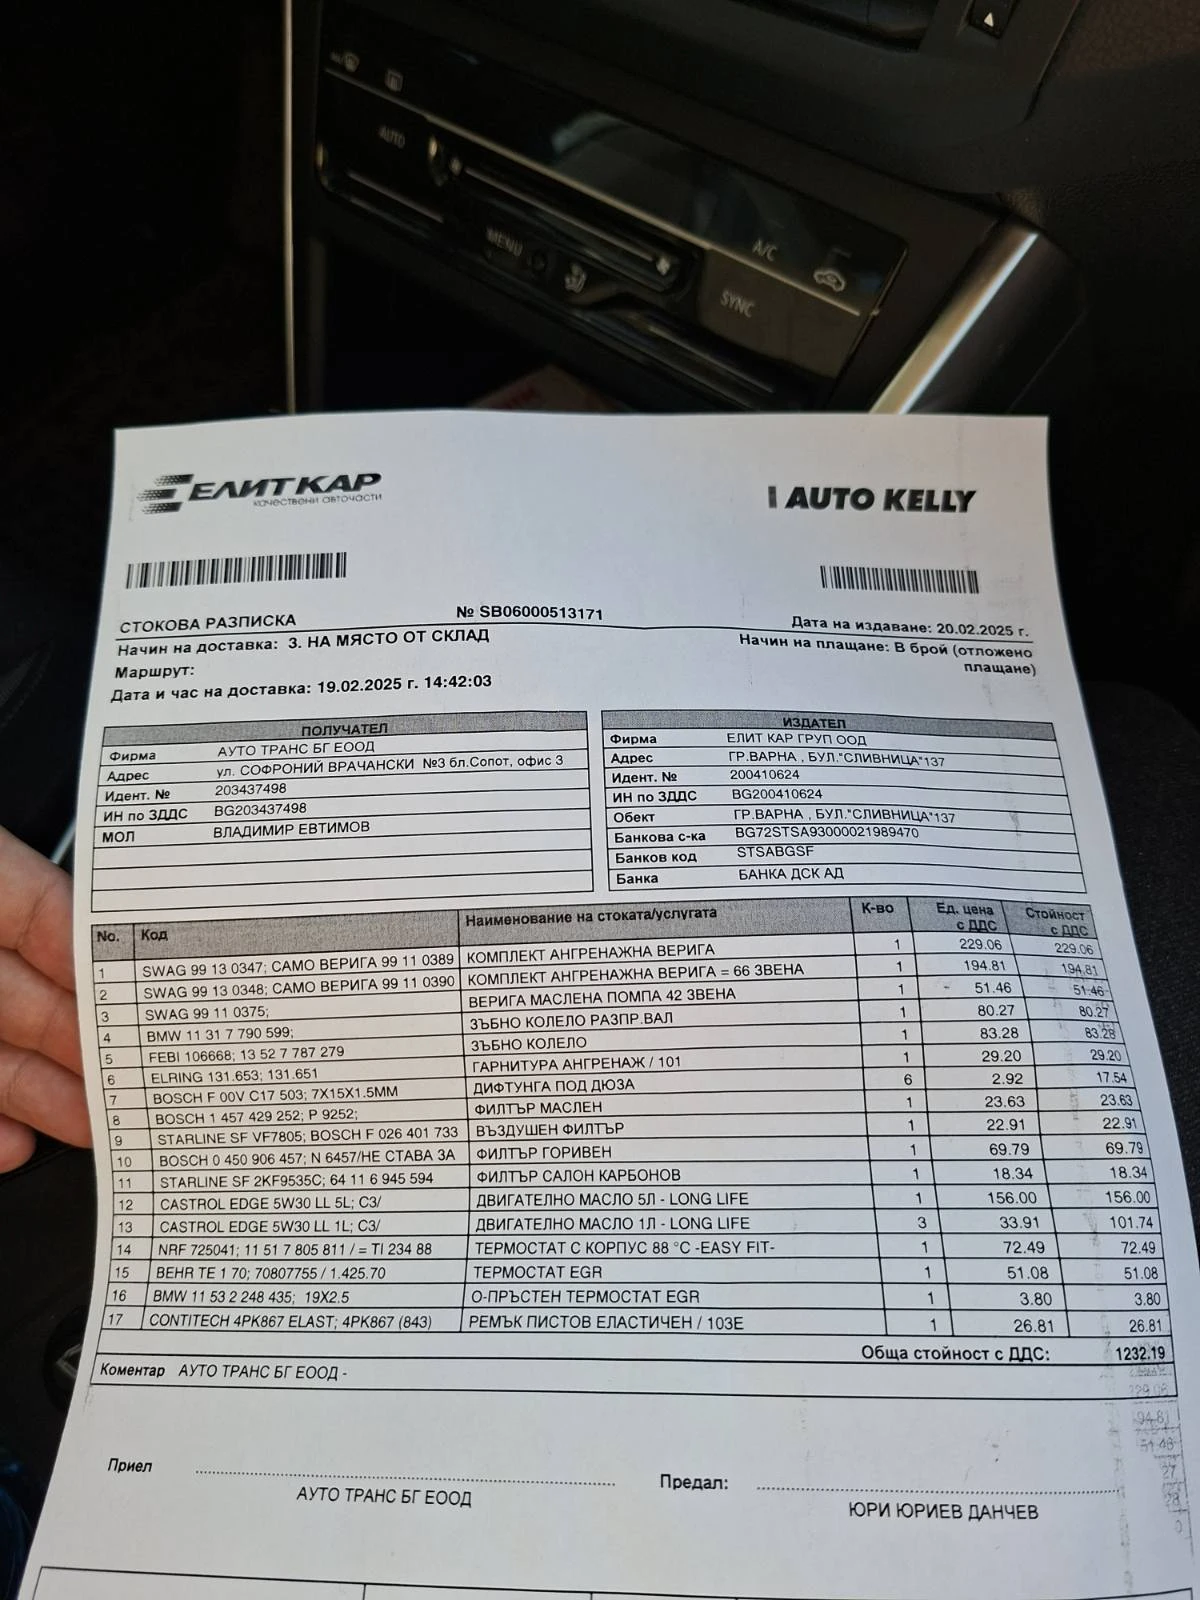 AUTO
MENU
A/C
SYNC
ЕЛИТ КАР
качествени авточасти
AUTO KELLY
СТОКОВА РАЗПИСКА № SB06000513171 Дата на издаване: 20.02.2025 г.
Начин на доставка: 3. НА МЯСТО ОТ СКЛАД Начин на плащане: В брой (отложено
Маршрут: плащане)
Дата и час на доставка: 19.02.2025 г. 14:42:03
ПОЛУЧАТЕЛ
Фирма АУТО ТРАНС БГ ЕООД
Адрес ул. СОФРОНИЙ ВРАЧАНСКИ №3 бл.Сопот, офис 3
Идент. № 203437498
ИН по ЗДДС BG203437498
МОЛ ВЛАДИМИР ЕВТИМОВ
ИЗДАТЕЛ
Фирма ЕЛИТ КАР ГРУП ООД
Адрес ГР.ВАРНА , БУЛ."СЛИВНИЦА"137
Идент. № 200410624
ИН по ЗДДС BG200410624
Обект ГР.ВАРНА , БУЛ."СЛИВНИЦА"137
Банкова с-ка BG72STSA93000021989470
Банков код STSABGSF
Банка БАНКА ДСК АД
No. Код Наименование на стоката/услугата К-во Ед. цена с ДДС Стойност с ДДС
1 SWAG 99 13 0347; САМО ВЕРИГА 99 11 0389 КОМПЛЕКТ АНГРЕНАЖНА ВЕРИГА 1 229.06 229.06
2 SWAG 99 13 0348; САМО ВЕРИГА 99 11 0390 КОМПЛЕКТ АНГРЕНАЖНА ВЕРИГА = 66 ЗВЕНА 1 194.81 194.81
3 SWAG 99 11 0375; ВЕРИГА МАСЛЕНА ПОМПА 42 ЗВЕНА 1 51.46 51.46
4 BMW 11 31 7 790 599; ЗЪБНО КОЛЕЛО РАЗПР.ВАЛ 1 80.27 80.27
5 FEBI 106668; 13 52 7 787 279 ЗЪБНО КОЛЕЛО 1 83.28 83.28
6 ELRING 131.653; 131.651 ГАРНИТУРА АНГРЕНАЖ / 101 1 29.20 29.20
7 BOSCH F 00V C17 503; 7X15X1.5MM ДИФТУНГА ПОД ДЮЗА 6 2.92 17.54
8 BOSCH 1 457 429 252; P 9252; ФИЛТЪР МАСЛЕН 1 23.63 23.63
9 STARLINE SF VF7805; BOSCH F 026 401 733 ВЪЗДУШЕН ФИЛТЪР 1 22.91 22.91
10 BOSCH 0 450 906 457; N 6457/НЕ СТАВА ЗА ФИЛТЪР ГОРИВЕН 1 69.79 69.79
11 STARLINE SF 2KF9535C; 64 11 6 945 594 ФИЛТЪР САЛОН КАРБОНОВ 1 18.34 18.34
12 CASTROL EDGE 5W30 LL 5L; C3/ ДВИГАТЕЛНО МАСЛО 5Л - LONG LIFE 1 156.00 156.00
13 CASTROL EDGE 5W30 LL 1L; C3/ ДВИГАТЕЛНО МАСЛО 1Л - LONG LIFE 3 33.91 101.74
14 NRF 725041; 11 51 7 805 811 / = TI 234 88 ТЕРМОСТАТ С КОРПУС 88 °C -EASY FIT- 1 72.49 72.49
15 BEHR TE 1 70; 70807755 / 1.425.70 ТЕРМОСТАТ EGR 1 51.08 51.08
16 BMW 11 53 2 248 435; 19X2.5 О-ПРЪСТЕН ТЕРМОСТАТ EGR 1 3.80 3.80
17 CONTITECH 4PK867 ELAST; 4PK867 (843) РЕМЪК ПИСТОВ ЕЛАСТИЧЕН / 103E 1 26.81 26.81
Обща стойност с ДДС: 1232.19
Коментар АУТО ТРАНС БГ ЕООД -
Приел Предал:
АУТО ТРАНС БГ ЕООД ЮРИ ЮРИЕВ ДАНЧЕВ